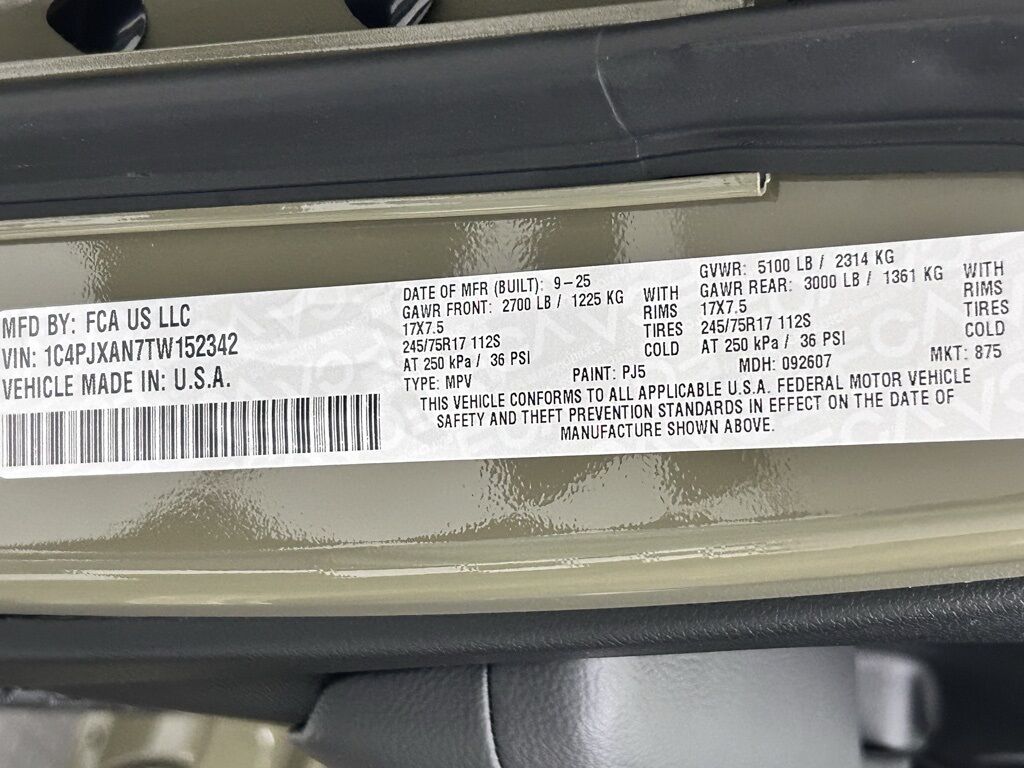 MFD BY: FCA US LLC
VIN: 1C4PJXAN7TW152342
VEHICLE MADE IN: U.S.A.
DATE OF MFR (BUILT): 9-25
GAWR FRONT: 2700 LB / 1225 KG WITH
17X7.5 RIMS
245/75R17 112S TIRES
AT 250 kPa / 36 PSI COLD
TYPE: MPV
GVWR: 5100 LB / 2314 KG
GAWR REAR: 3000 LB / 1361 KG WITH
17X7.5 RIMS
245/75R17 112S TIRES
AT 250 kPa / 36 PSI COLD
PAINT: PJ5 MDH: 092607 MKT: 875
THIS VEHICLE CONFORMS TO ALL APPLICABLE U.S.A. FEDERAL MOTOR VEHICLE
SAFETY AND THEFT PREVENTION STANDARDS IN EFFECT ON THE DATE OF
MANUFACTURE SHOWN ABOVE.